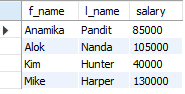 f_name l_name salary
Anamika Pandit 85000
Alok Nanda 105000
Kim Hunter 40000
Mike Harper 130000